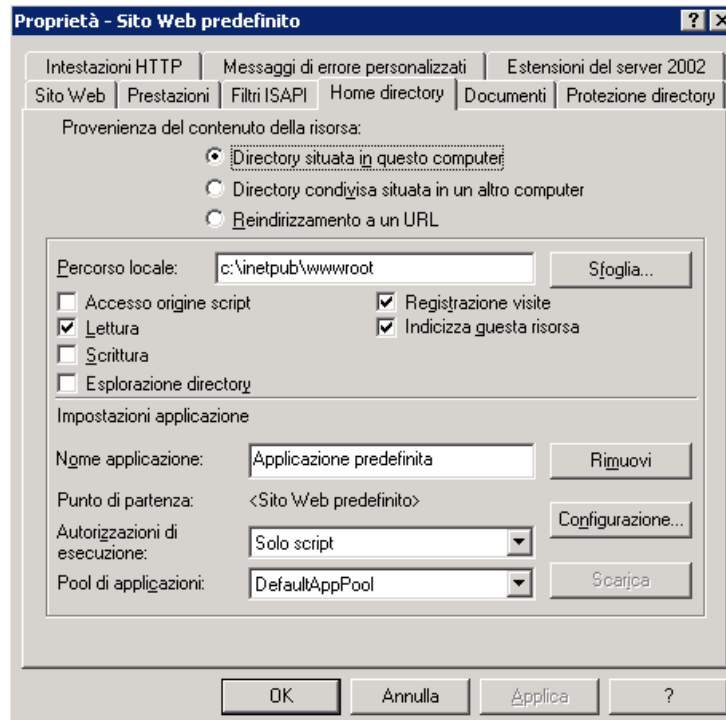 Proprietà - Sito Web predefinito
Intestazioni HTTP Messaggi di errore personalizzati Estensioni del server 2002
Sito Web Prestazioni Filtri ISAPI Home directory Documenti Protezione directory
Provenienza del contenuto della risorsa:
Directory situata in questo computer
Directory condivisa situata in un altro computer
Reindirizzamento a un URL
Percorso locale: c:\inetpub\wwwroot Sfoglia...
Accesso origine script Registrazione visite
Lettura Indicizza questa risorsa
Scrittura
Esplorazione directory
Impostazioni applicazione
Nome applicazione: Applicazione predefinita Rimuovi
Punto di partenza: <Sito Web predefinito>
Configurazione...
Autorizzazioni di
esecuzione: Solo script
Pool di applicazioni: DefaultAppPool Scarica
OK Annulla Applica ?